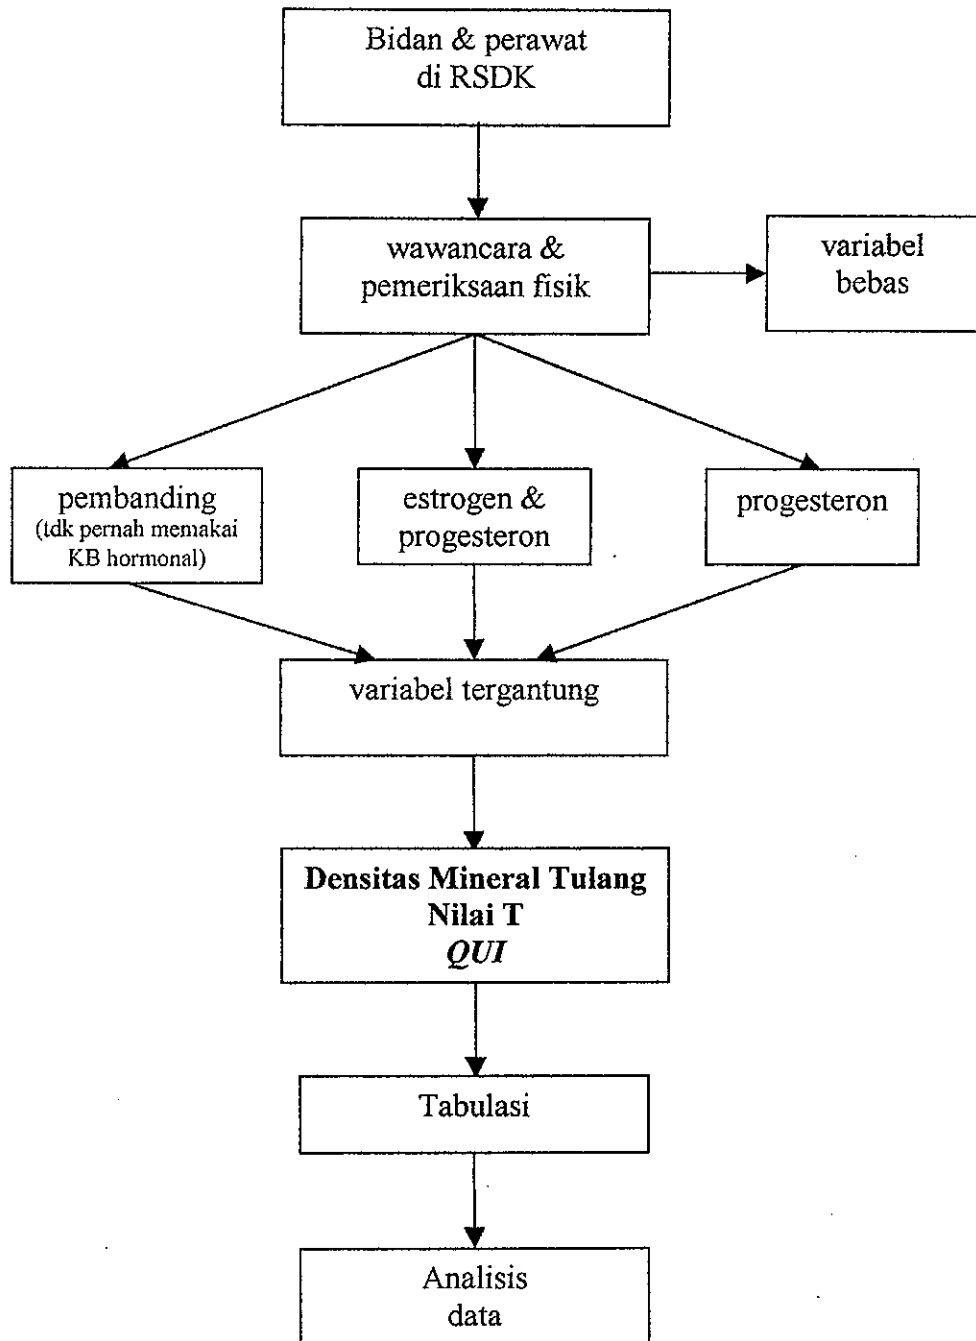 Bidan & perawat
di RSDK
wawancara &
pemeriksaan fisik
variabel
bebas
pembanding
(tdk pernah memakai
KB hormonal)
estrogen &
progesteron
progesteron
variabel tergantung
Densitas Mineral Tulang
Nilai T
QUI
Tabulasi
Analisis
data